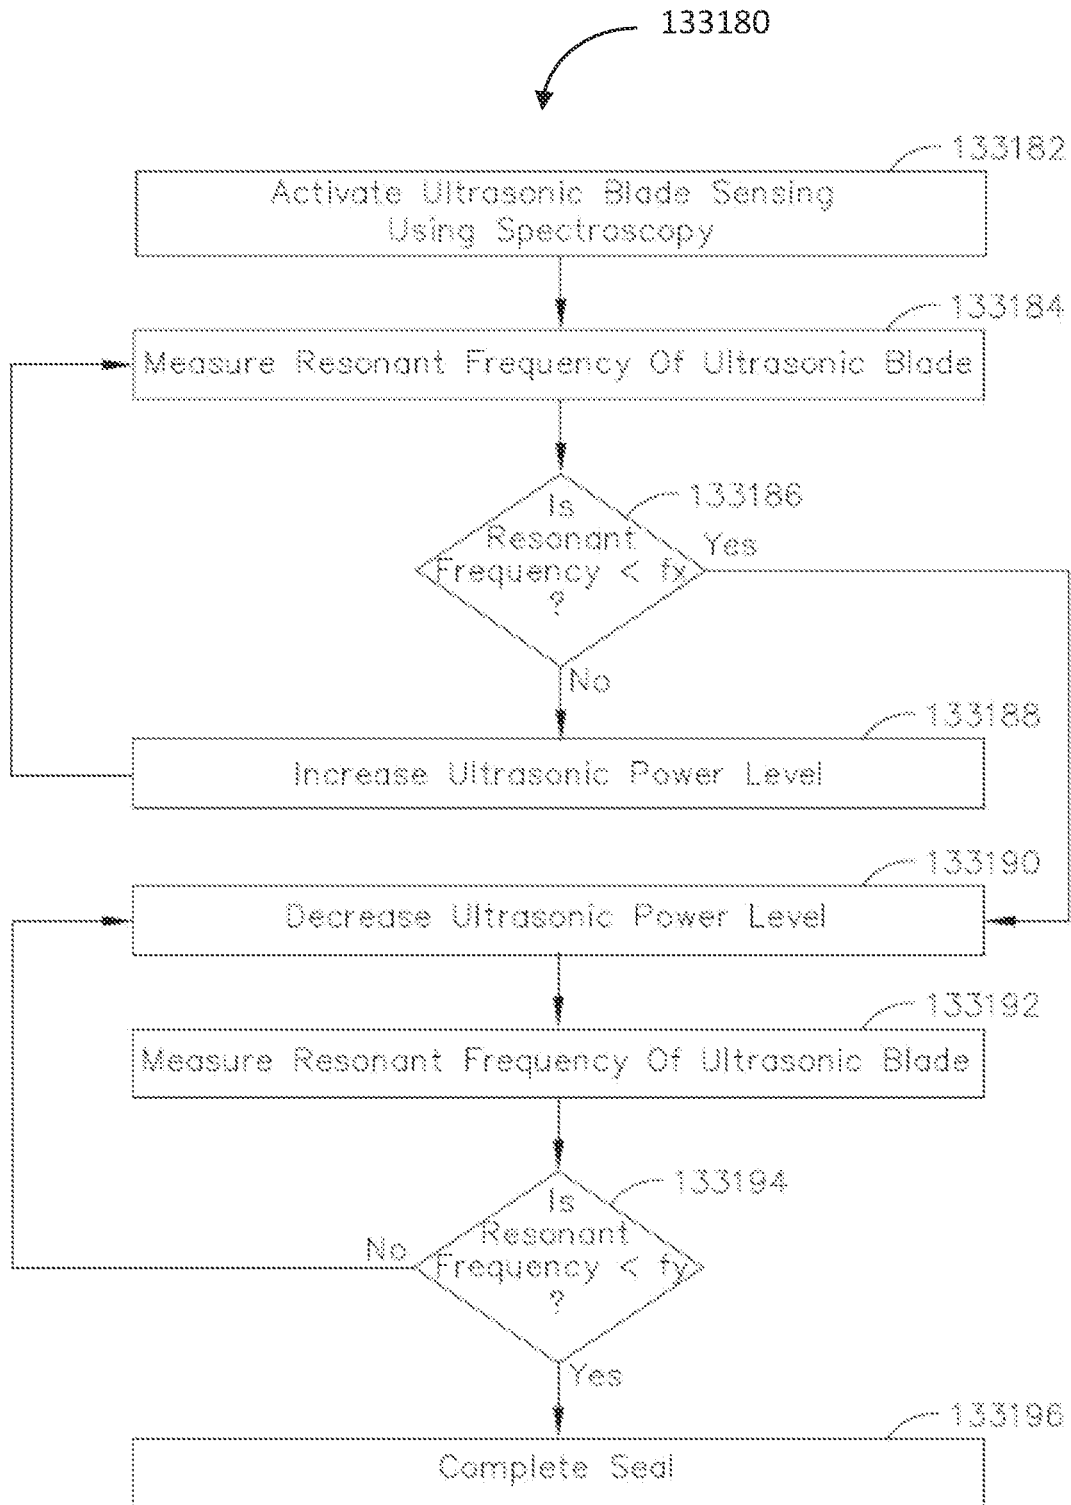 133180
133182
Activate Ultrasonic Blade Sensing
Using Spectroscopy
133184
Measure Resonant Frequency Of Ultrasonic Blade
133186
Is
Resonant
Frequency < fx
?
Yes
No
133188
Increase Ultrasonic Power Level
133190
Decrease Ultrasonic Power Level
133192
Measure Resonant Frequency Of Ultrasonic Blade
133194
Is
Resonant
Frequency < fy
?
No
Yes
133196
Complete Seal